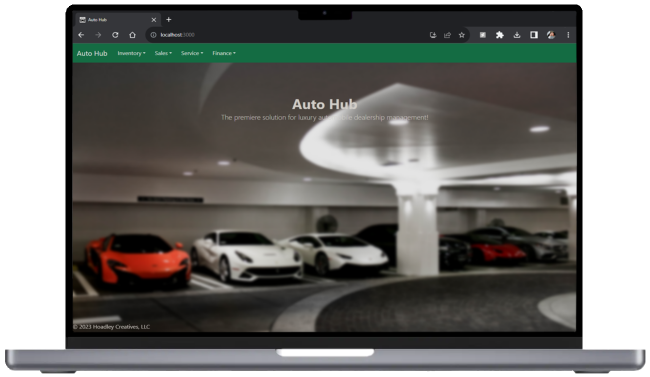 Auto Hub
localhost:3000
Auto Hub Inventory Sales Service Finance
Auto Hub
The premiere solution for luxury automotive dealership management!
© 2023 Hoadley Creatives, LLC